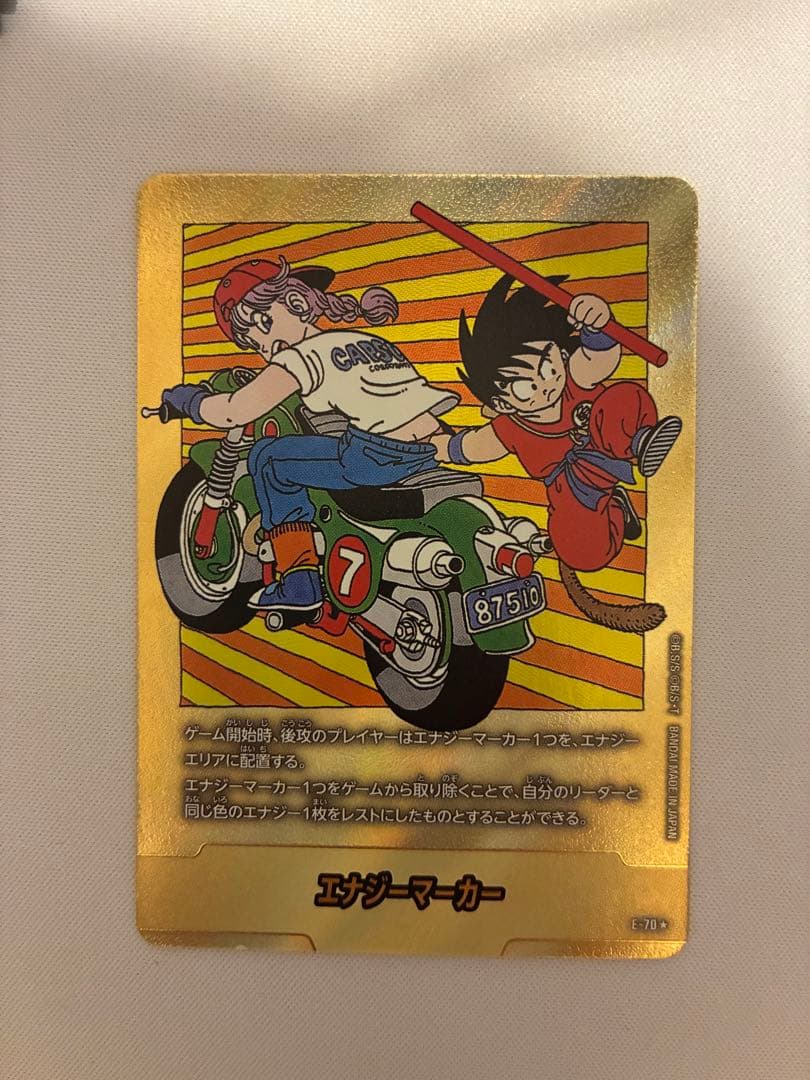 CAPS
CORPORATI
7
87510
ゲーム開始時、後攻のプレイヤーはエナジーマーカー1つを、エナジー
エリアに配置する。
エナジーマーカー1つをゲームから取り除くことで、自分のリーダーと
同じ色のエナジー1枚をレストにしたものとすることができる。
エナジーマーカー
E-70★
©B.S/S ©B/S・T BANDAI MADE IN JAPAN